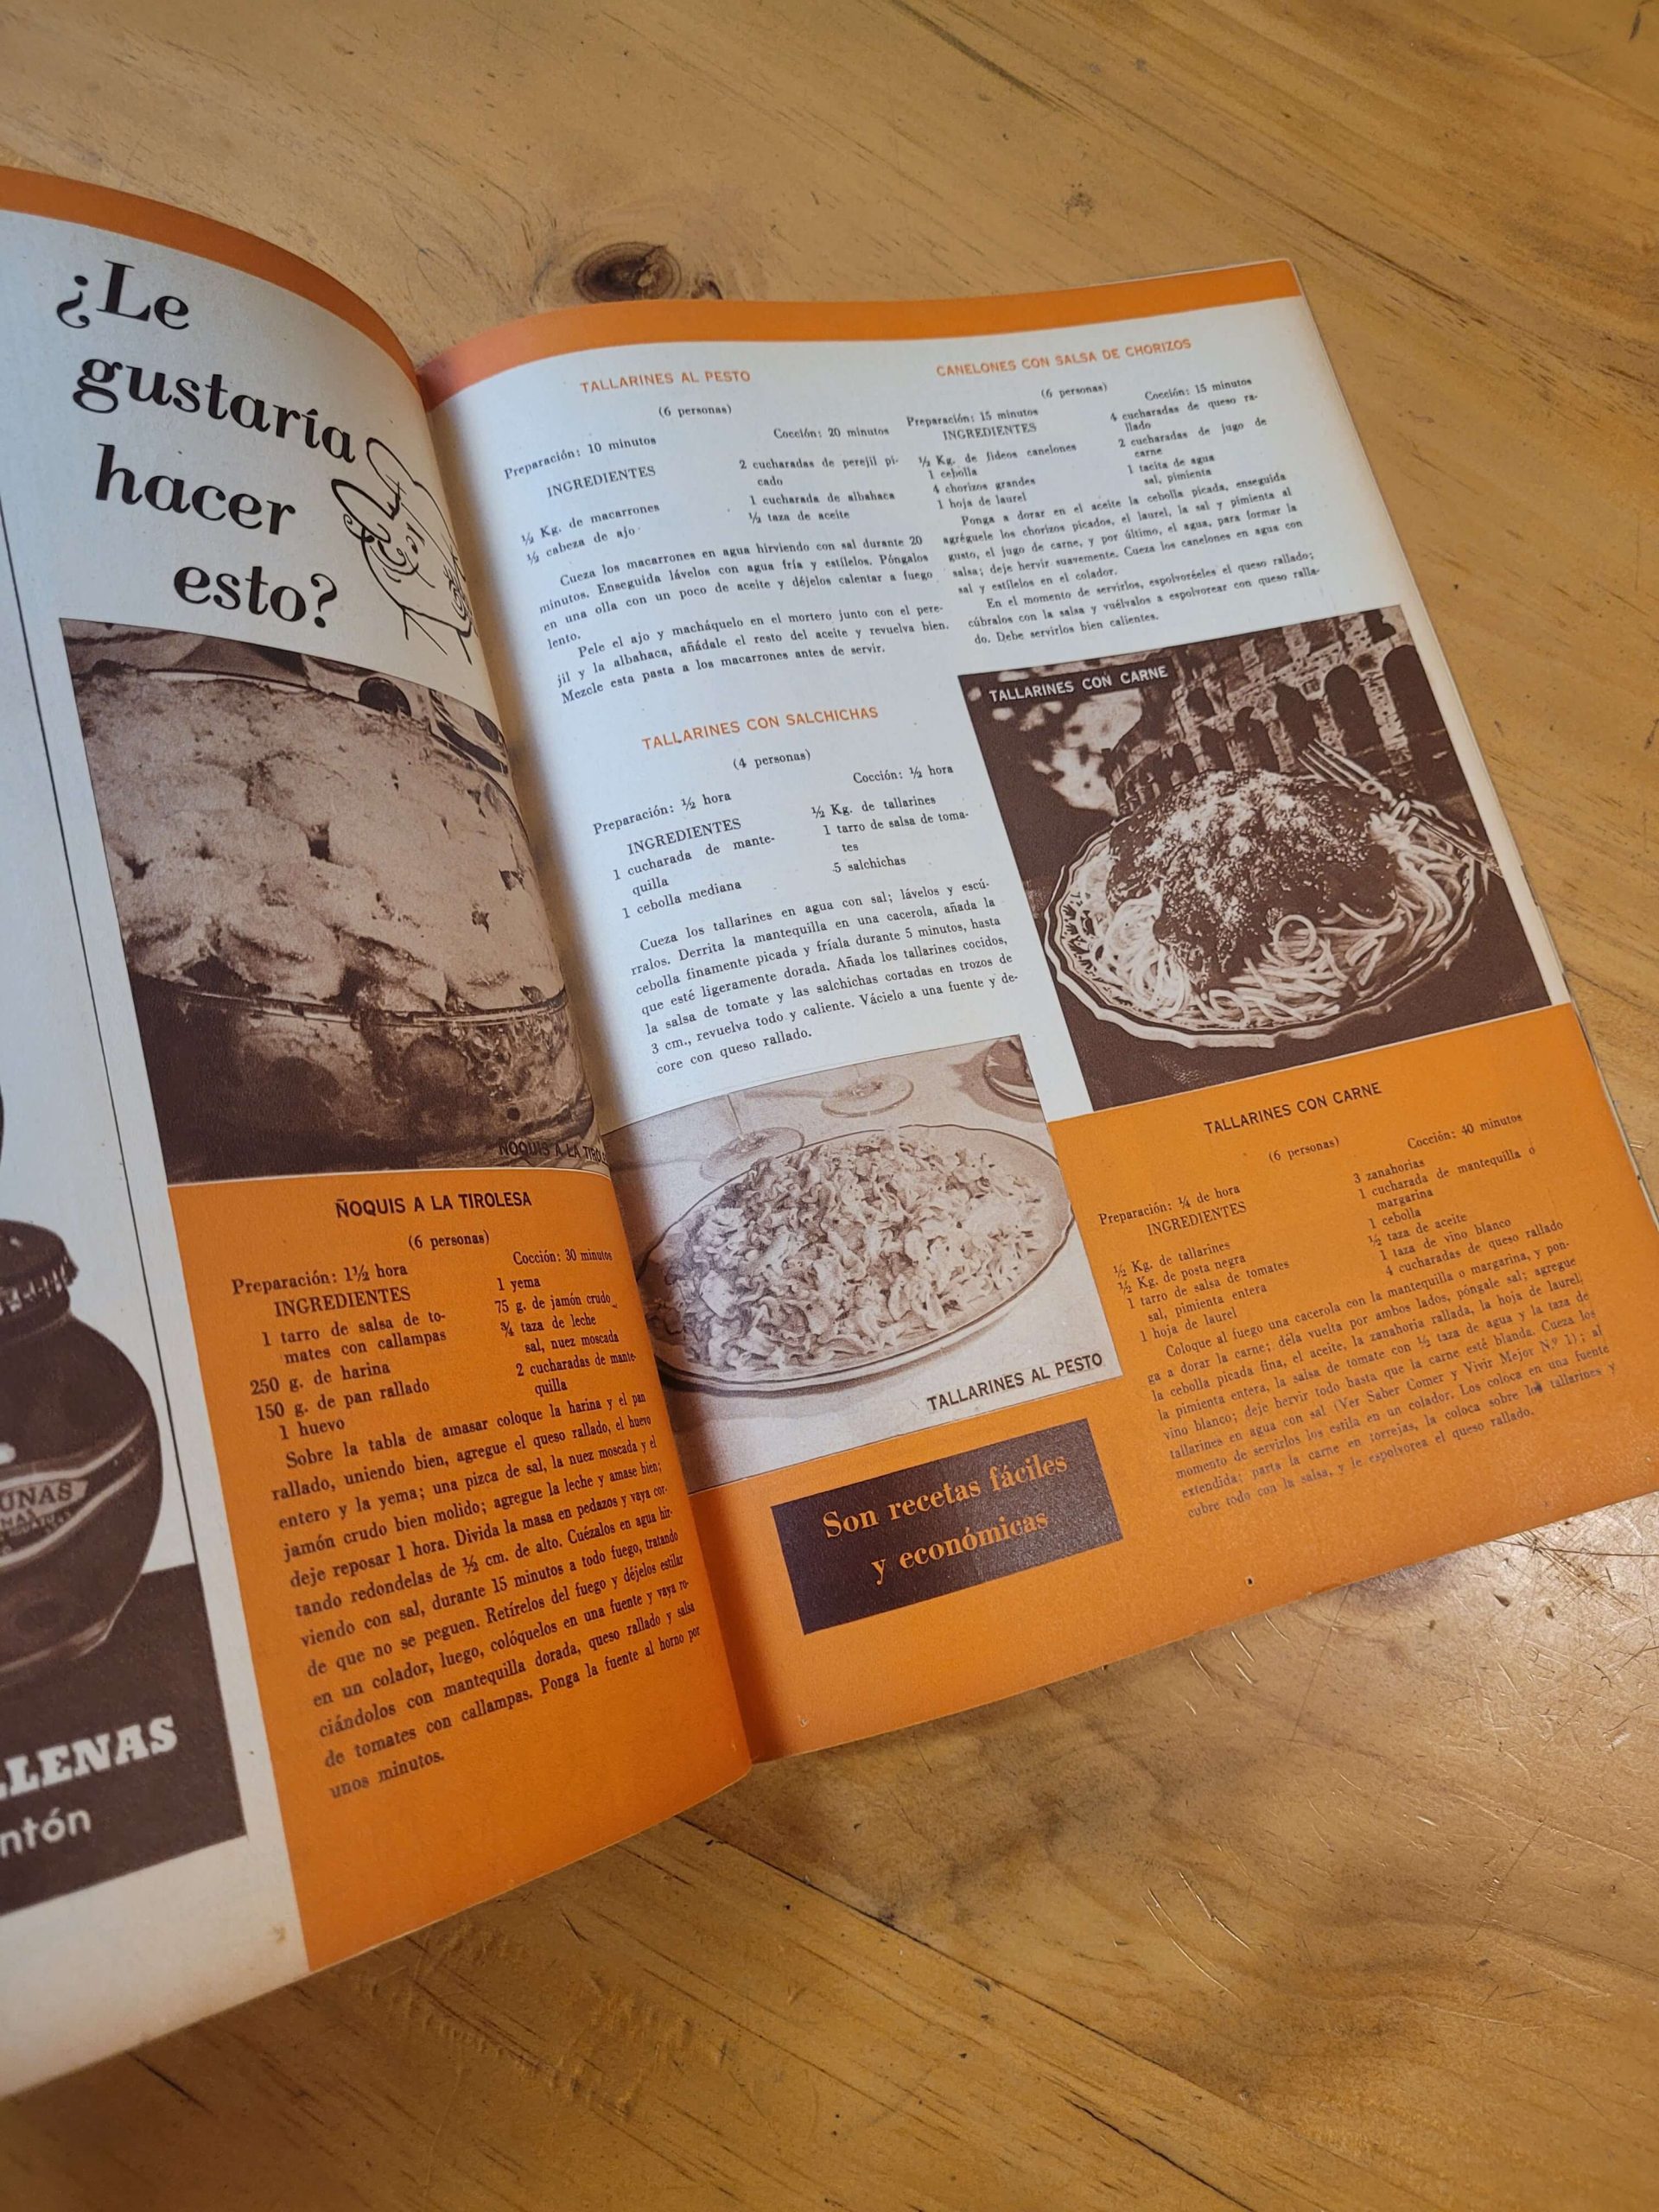 ¿Le
gustaría
hacer
esto?
ÑOQUIS A LA TIROLESA
(6 personas)
Preparación: 1½ hora
Cocción: 30 minutos
INGREDIENTES
1 tarro de salsa de to-
mates con callampas
250 g. de harina
150 g. de pan rallado
1 huevo
1 yema
75 g. de jamón crudo
¾ taza de leche
sal, nuez moscada
2 cucharadas de mante-
quilla
Sobre la tabla de amasar coloque la harina y el pan
rallado, uniendo bien, agregue el queso rallado, el huevo
entero y la yema; una pizca de sal, la nuez moscada y el
jamón crudo bien molido; agregue la leche y amase bien;
deje reposar 1 hora. Divida la masa en pedazos y vaya cor-
tando redondelas de ½ cm. de alto. Cuézalos en agua hir-
viendo con sal, durante 15 minutos a todo fuego, tratando
de que no se peguen. Retírelos del fuego y déjelos estilar
en un colador, luego, colóquelos en una fuente y vaya ro-
ciándolos con mantequilla dorada, queso rallado y salsa
de tomates con callampas. Ponga la fuente al horno por
unos minutos.
UNAS
LLENAS
ntón
TALLARINES AL PESTO
(6 personas)
Preparación: 10 minutos
Cocción: 20 minutos
INGREDIENTES
½ Kg. de macarrones
½ cabeza de ajo
2 cucharadas de perejil pi-
cado
1 cucharada de albahaca
½ taza de aceite
Cueza los macarrones en agua hirviendo con sal durante 20
minutos. Enseguida lávelos con agua fría y estílelos. Póngalos
en una olla con un poco de aceite y déjelos calentar a fuego
lento.
Pele el ajo y macháquelo en el mortero junto con el pere-
jil y la albahaca, añádale el resto del aceite y revuelva bien.
Mezcle esta pasta a los macarrones antes de servir.
TALLARINES CON SALCHICHAS
(4 personas)
Preparación: ½ hora
Cocción: ½ hora
INGREDIENTES
1 cucharada de mante-
quilla
1 cebolla mediana
½ Kg. de tallarines
1 tarro de salsa de toma-
tes
5 salchichas
Cueza los tallarines en agua con sal; lávelos y escú-
rralos. Derrita la mantequilla en una cacerola, añada la
cebolla finamente picada y fríala durante 5 minutos, hasta
que esté ligeramente dorada. Añada los tallarines cocidos,
la salsa de tomate y las salchichas cortadas en trozos de
3 cm., revuelva todo y caliente. Vácielo a una fuente y de-
core con queso rallado.
TALLARINES AL PESTO
Son recetas fáciles
y económicas
CANELONES CON SALSA DE CHORIZOS
(6 personas)
Preparación: 15 minutos
Cocción: 15 minutos
INGREDIENTES
½ Kg. de fideos canelones
1 cebolla
4 chorizos grandes
1 hoja de laurel
4 cucharadas de queso ra-
llado
2 cucharadas de jugo de
carne
1 tacita de agua
sal, pimienta
Ponga a dorar en el aceite la cebolla picada, enseguida
agréguele los chorizos picados, el laurel, la sal y pimienta al
gusto, el jugo de carne, y por último, el agua, para formar la
salsa; deje hervir suavemente. Cueza los canelones en agua con
sal y estílelos en el colador.
En el momento de servirlos, espolvoréeles el queso rallado;
cúbralos con la salsa y vuélvalos a espolvorear con queso ralla-
do. Debe servirlos bien calientes.
TALLARINES CON CARNE
TALLARINES CON CARNE
(6 personas)
Preparación: ¼ de hora
Cocción: 40 minutos
INGREDIENTES
½ Kg. de tallarines
½ Kg. de posta negra
1 tarro de salsa de tomates
sal, pimienta entera
1 hoja de laurel
3 zanahorias
1 cucharada de mantequilla ó
margarina
1 cebolla
½ taza de aceite
1 taza de vino blanco
4 cucharadas de queso rallado
Coloque al fuego una cacerola con la mantequilla o margarina, y pon-
ga a dorar la carne; déla vuelta por ambos lados, póngale sal; agregue
la cebolla picada fina, el aceite, la zanahoria rallada, la hoja de laurel,
la pimienta entera, la salsa de tomate con ½ taza de agua y la taza de
vino blanco; deje hervir todo hasta que la carne esté blanda. Cueza los
tallarines en agua con sal (Ver Saber Comer y Vivir Mejor N.º 1); al
momento de servirlos los estila en un colador. Los coloca en una fuente
extendida; parta la carne en torrejas, la coloca sobre los tallarines y
cubre todo con la salsa, y le espolvorea el queso rallado.
ÑOQUIS A LA TIROL